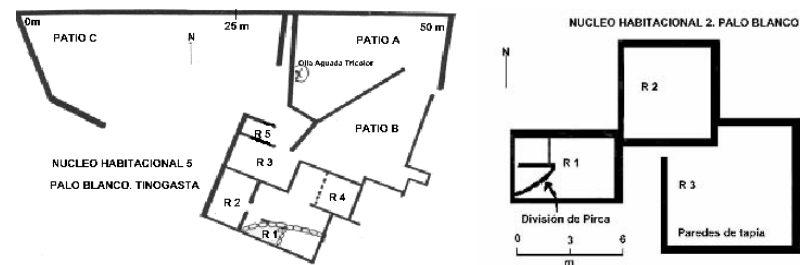 0m
25 m
50 m
PATIO C
N
PATIO A
Olla Aguada Tricolor
PATIO B
R 5
R 3
NUCLEO HABITACIONAL 5
PALO BLANCO. TINOGASTA
R 2
R 4
R 1
NUCLEO HABITACIONAL 2. PALO BLANCO
N
R 2
R 1
R 3
División de Pirca
Paredes de tapia
0 3 6
m